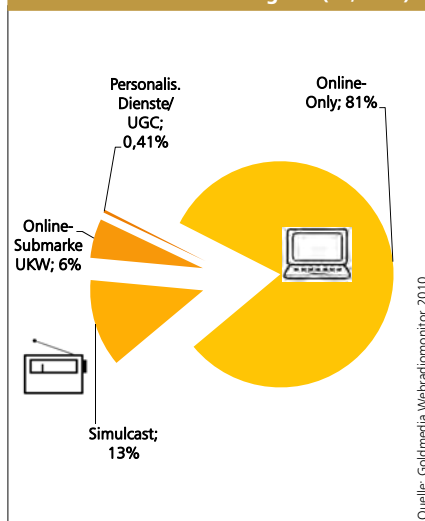 Personalis.
Dienste/
UGC;
0,41%
Online-
Only; 81%
Online-
Submarke
UKW; 6%
Simulcast;
13%
Quelle: Goldmedia Webradiomonitor 2010